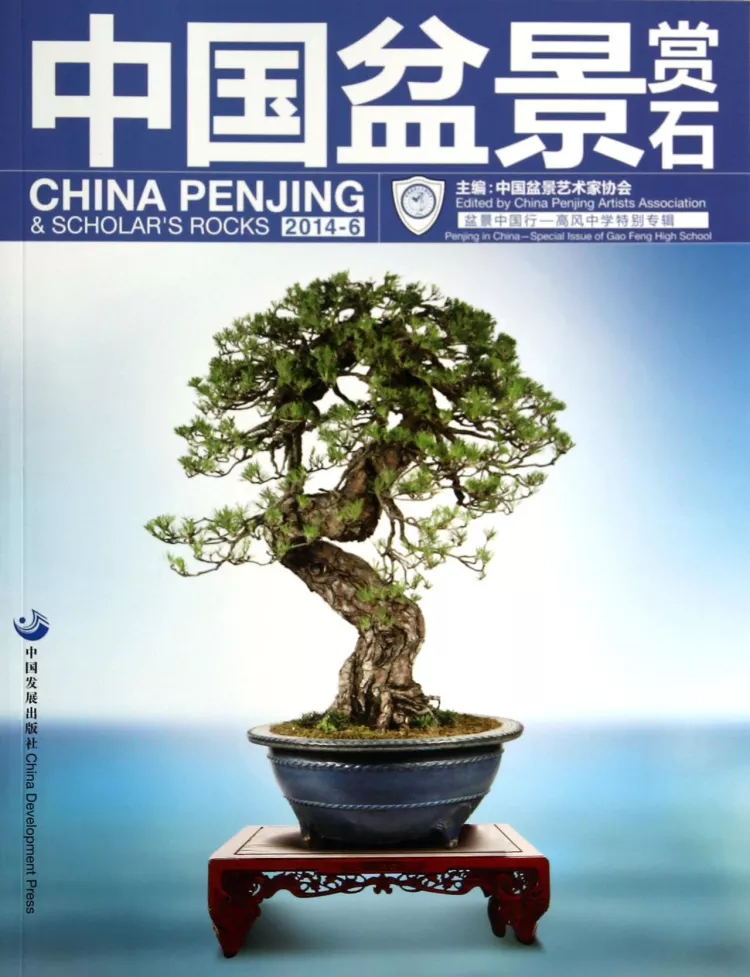 中国盆景赏石
CHINA PENJING
& SCHOLAR'S ROCKS 2014-6
主编：中国盆景艺术家协会
Edited by China Penjing Artists Association
盆景中国行—高风中学特别专辑
Penjing in China—Special Issue of Gao Feng High School
中国发展出版社 China Development Press